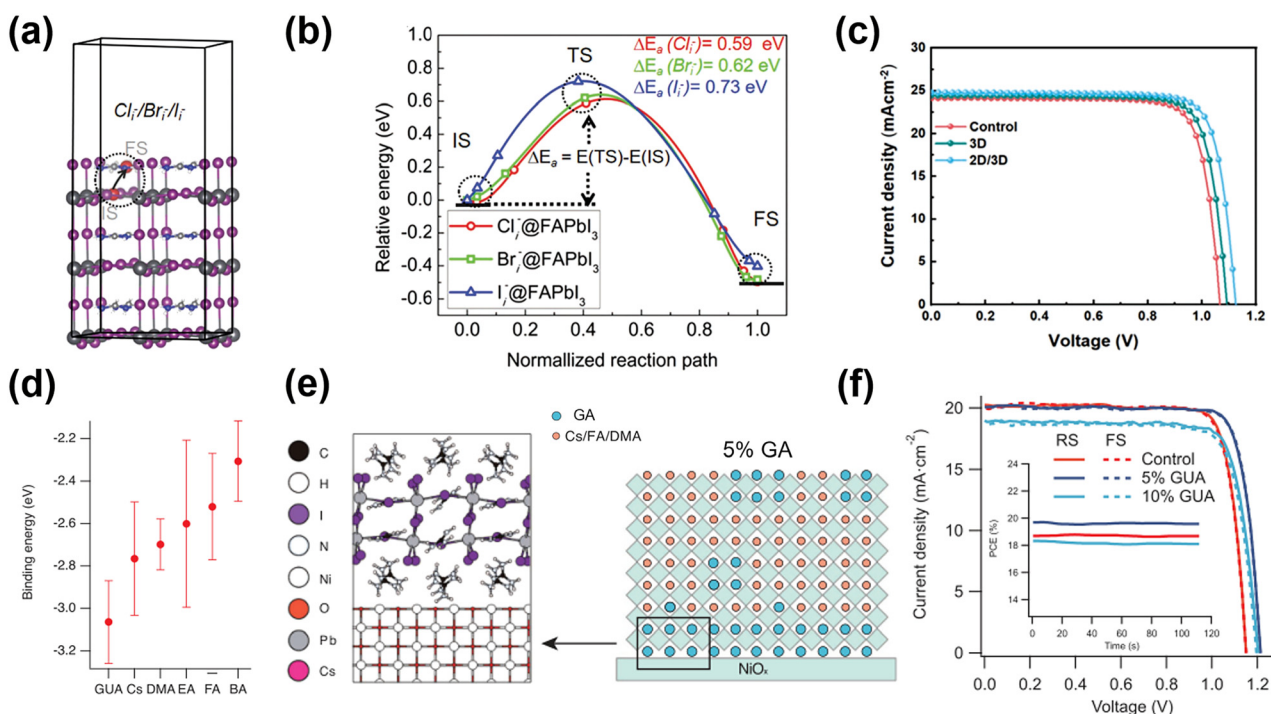 (a)
Cl_i^-/Br_i^-/I_i^-
FS
IS
(b)
Relative energy (eV)
1.0
0.8
0.6
0.4
0.2
0.0
-0.2
-0.4
-0.6
0.0 0.2 0.4 0.6 0.8 1.0
Normallized reaction path
IS
TS
FS
ΔE_a (Cl_i^-)= 0.59 eV
ΔE_a (Br_i^-)= 0.62 eV
ΔE_a (I_i^-)= 0.73 eV
ΔE_a = E(TS)-E(IS)
Cl_i^-@FAPbI_3
Br_i^-@FAPbI_3
I_i^-@FAPbI_3
(c)
Current density (mAcm^-2)
30
25
20
15
10
5
0
0.0 0.2 0.4 0.6 0.8 1.0 1.2
Voltage (V)
Control
3D
2D/3D
(d)
Binding energy (eV)
-2.2
-2.4
-2.6
-2.8
-3.0
-3.2
GUA Cs DMA EA FA BA
(e)
C
H
I
N
Ni
O
Pb
Cs
GA
Cs/FA/DMA
5% GA
NiO_x
(f)
Current density (mA·cm^-2)
20
15
10
5
0
0.0 0.2 0.4 0.6 0.8 1.0 1.2
Voltage (V)
RS FS
Control
5% GUA
10% GUA
PCE (%)
24
22
20
18
16
14
0 20 40 60 80 100 120
Time (s)